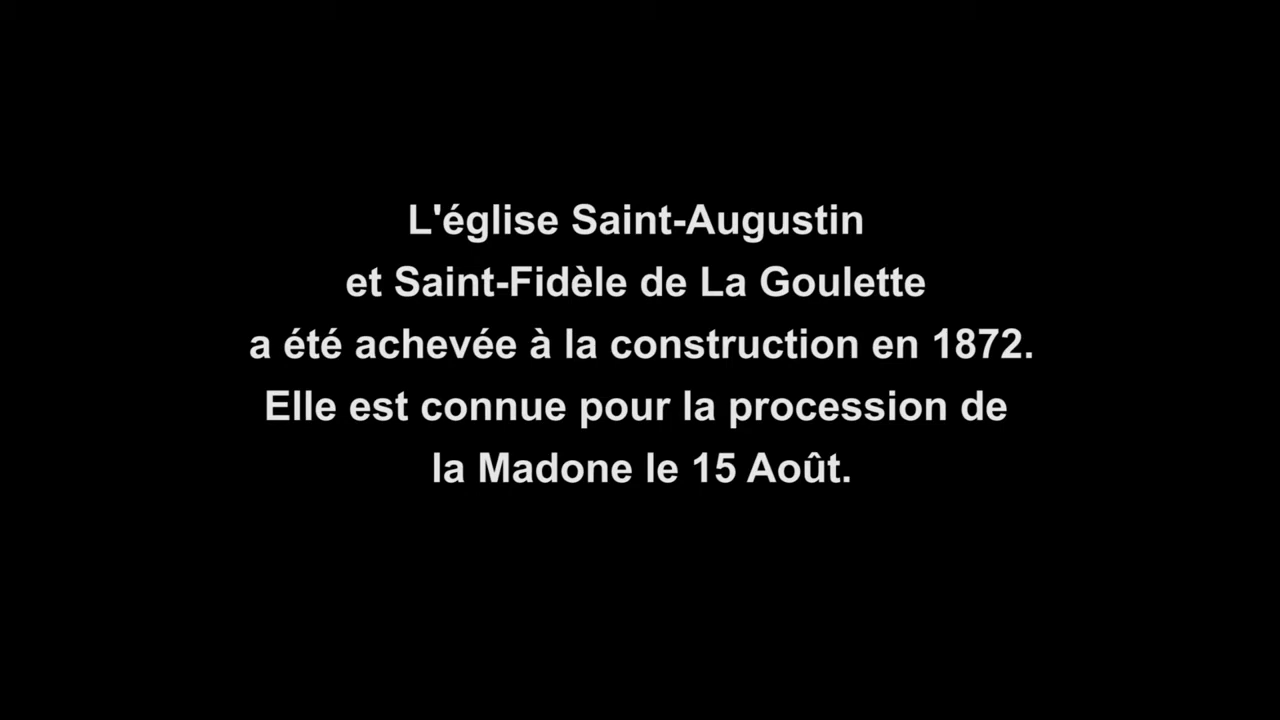 L'église Saint-Augustin
et Saint-Fidèle de La Goulette
a été achevée à la construction en 1872.
Elle est connue pour la procession de
la Madone le 15 Août.